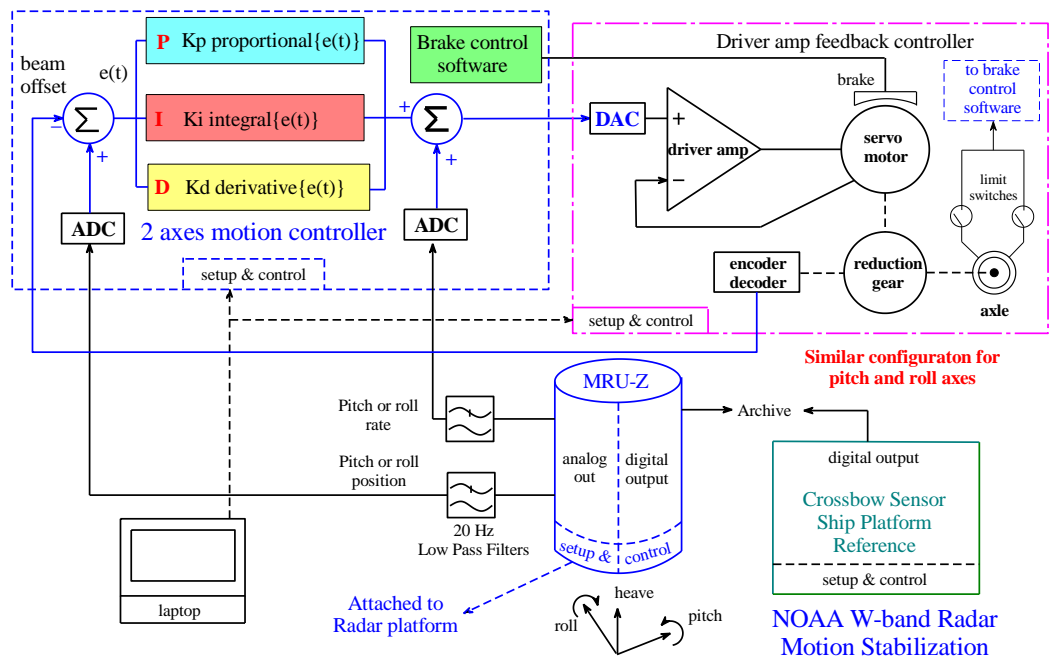 P Kp proportional{e(t)}
beam
offset
e(t)
I Ki integral{e(t)}
Σ
−
+
D Kd derivative{e(t)}
+
Σ
+
ADC
ADC
2 axes motion controller
setup & control
Brake control
software
Driver amp feedback controller
brake
to brake
control
software
DAC
+
driver amp
−
servo
motor
limit
switches
encoder
decoder
reduction
gear
axle
setup & control
Similar configuraton for
pitch and roll axes
MRU-Z
Pitch or roll
rate
Archive
analog
out
digital
output
Pitch or roll
position
20 Hz
Low Pass Filters
setup & control
digital output
Crossbow Sensor
Ship Platform
Reference
setup & control
laptop
Attached to
Radar platform
heave
roll
pitch
NOAA W-band Radar
Motion Stabilization